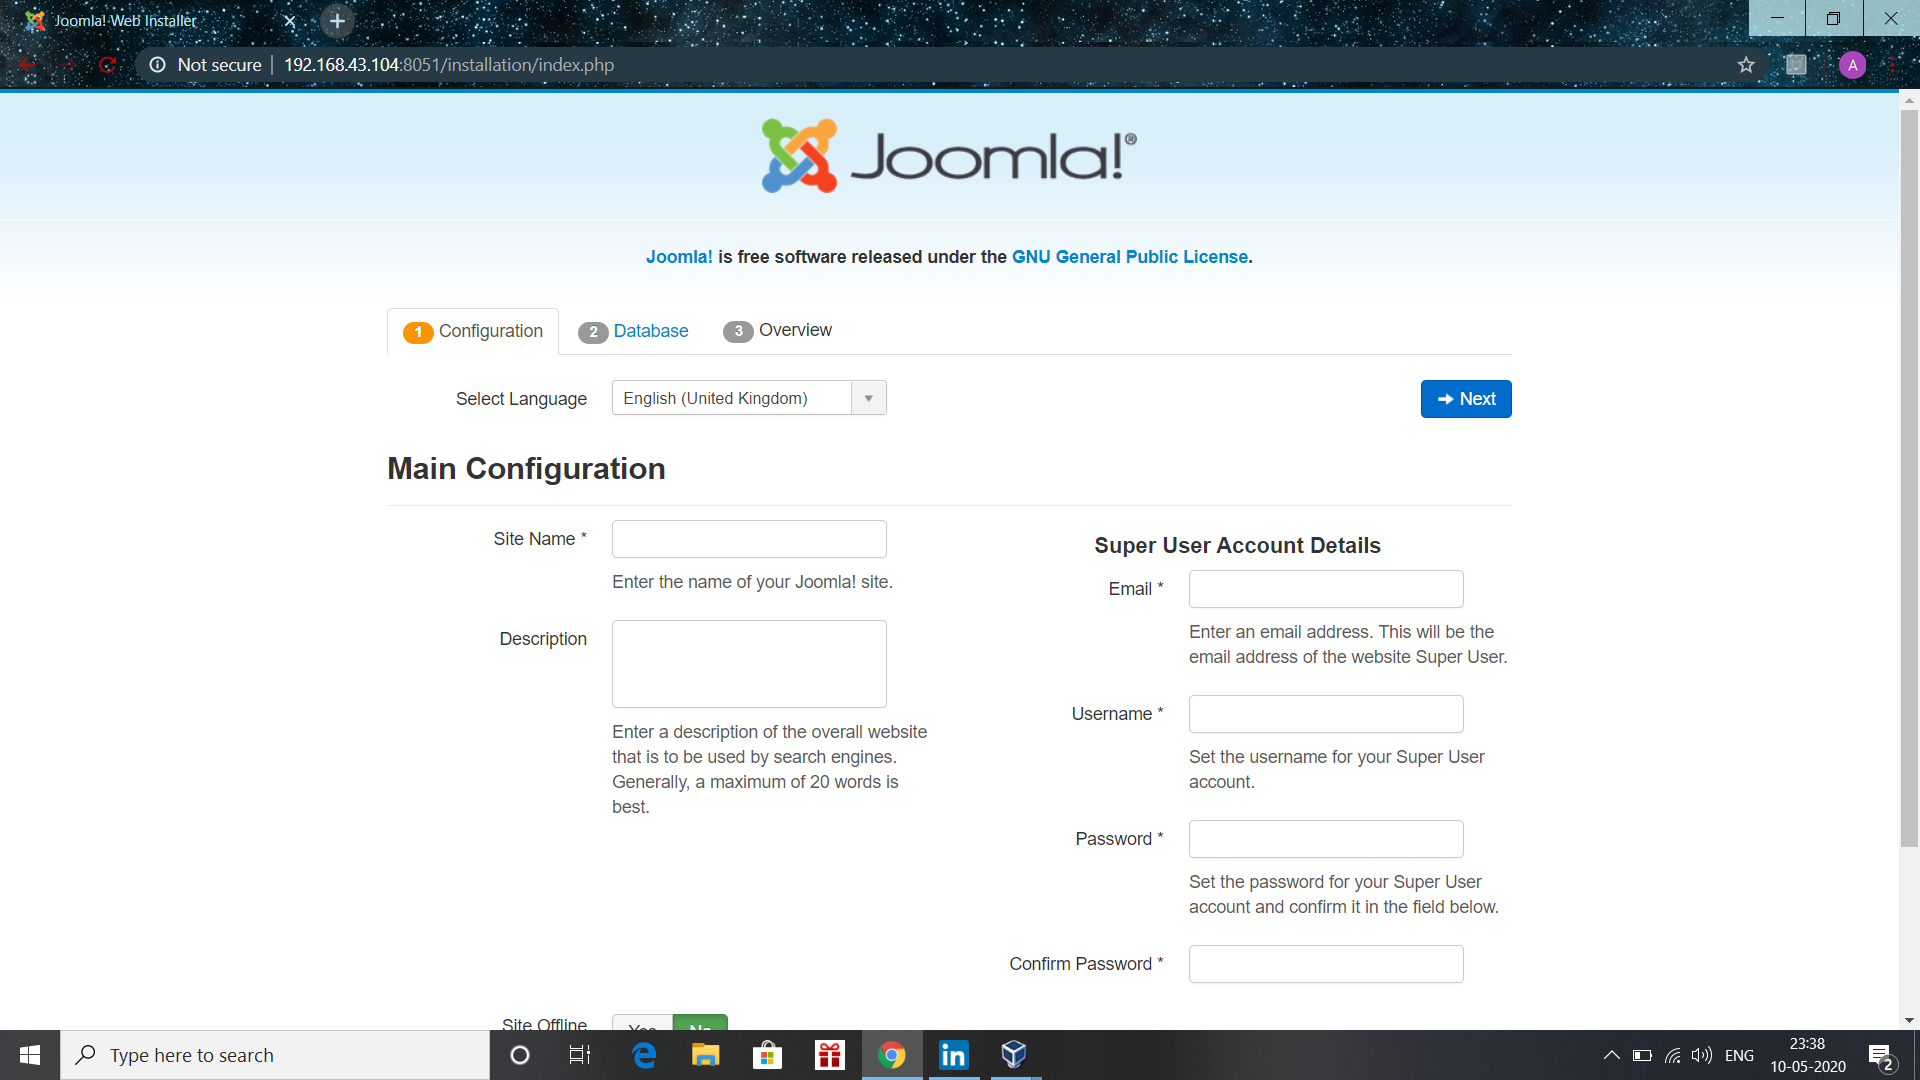 Joomla! Web Installer
Not secure | 192.168.43.104:8051/installation/index.php
A
Joomla!®
Joomla! is free software released under the GNU General Public License.
1 Configuration 2 Database 3 Overview
Select Language English (United Kingdom) Next
Main Configuration
Site Name *
Enter the name of your Joomla! site.
Description
Enter a description of the overall website
that is to be used by search engines.
Generally, a maximum of 20 words is
best.
Super User Account Details
Email *
Enter an email address. This will be the
email address of the website Super User.
Username *
Set the username for your Super User
account.
Password *
Set the password for your Super User
account and confirm it in the field below.
Confirm Password *
Site Offline Yes No
Type here to search
in
ENG
23:38
10-05-2020
2